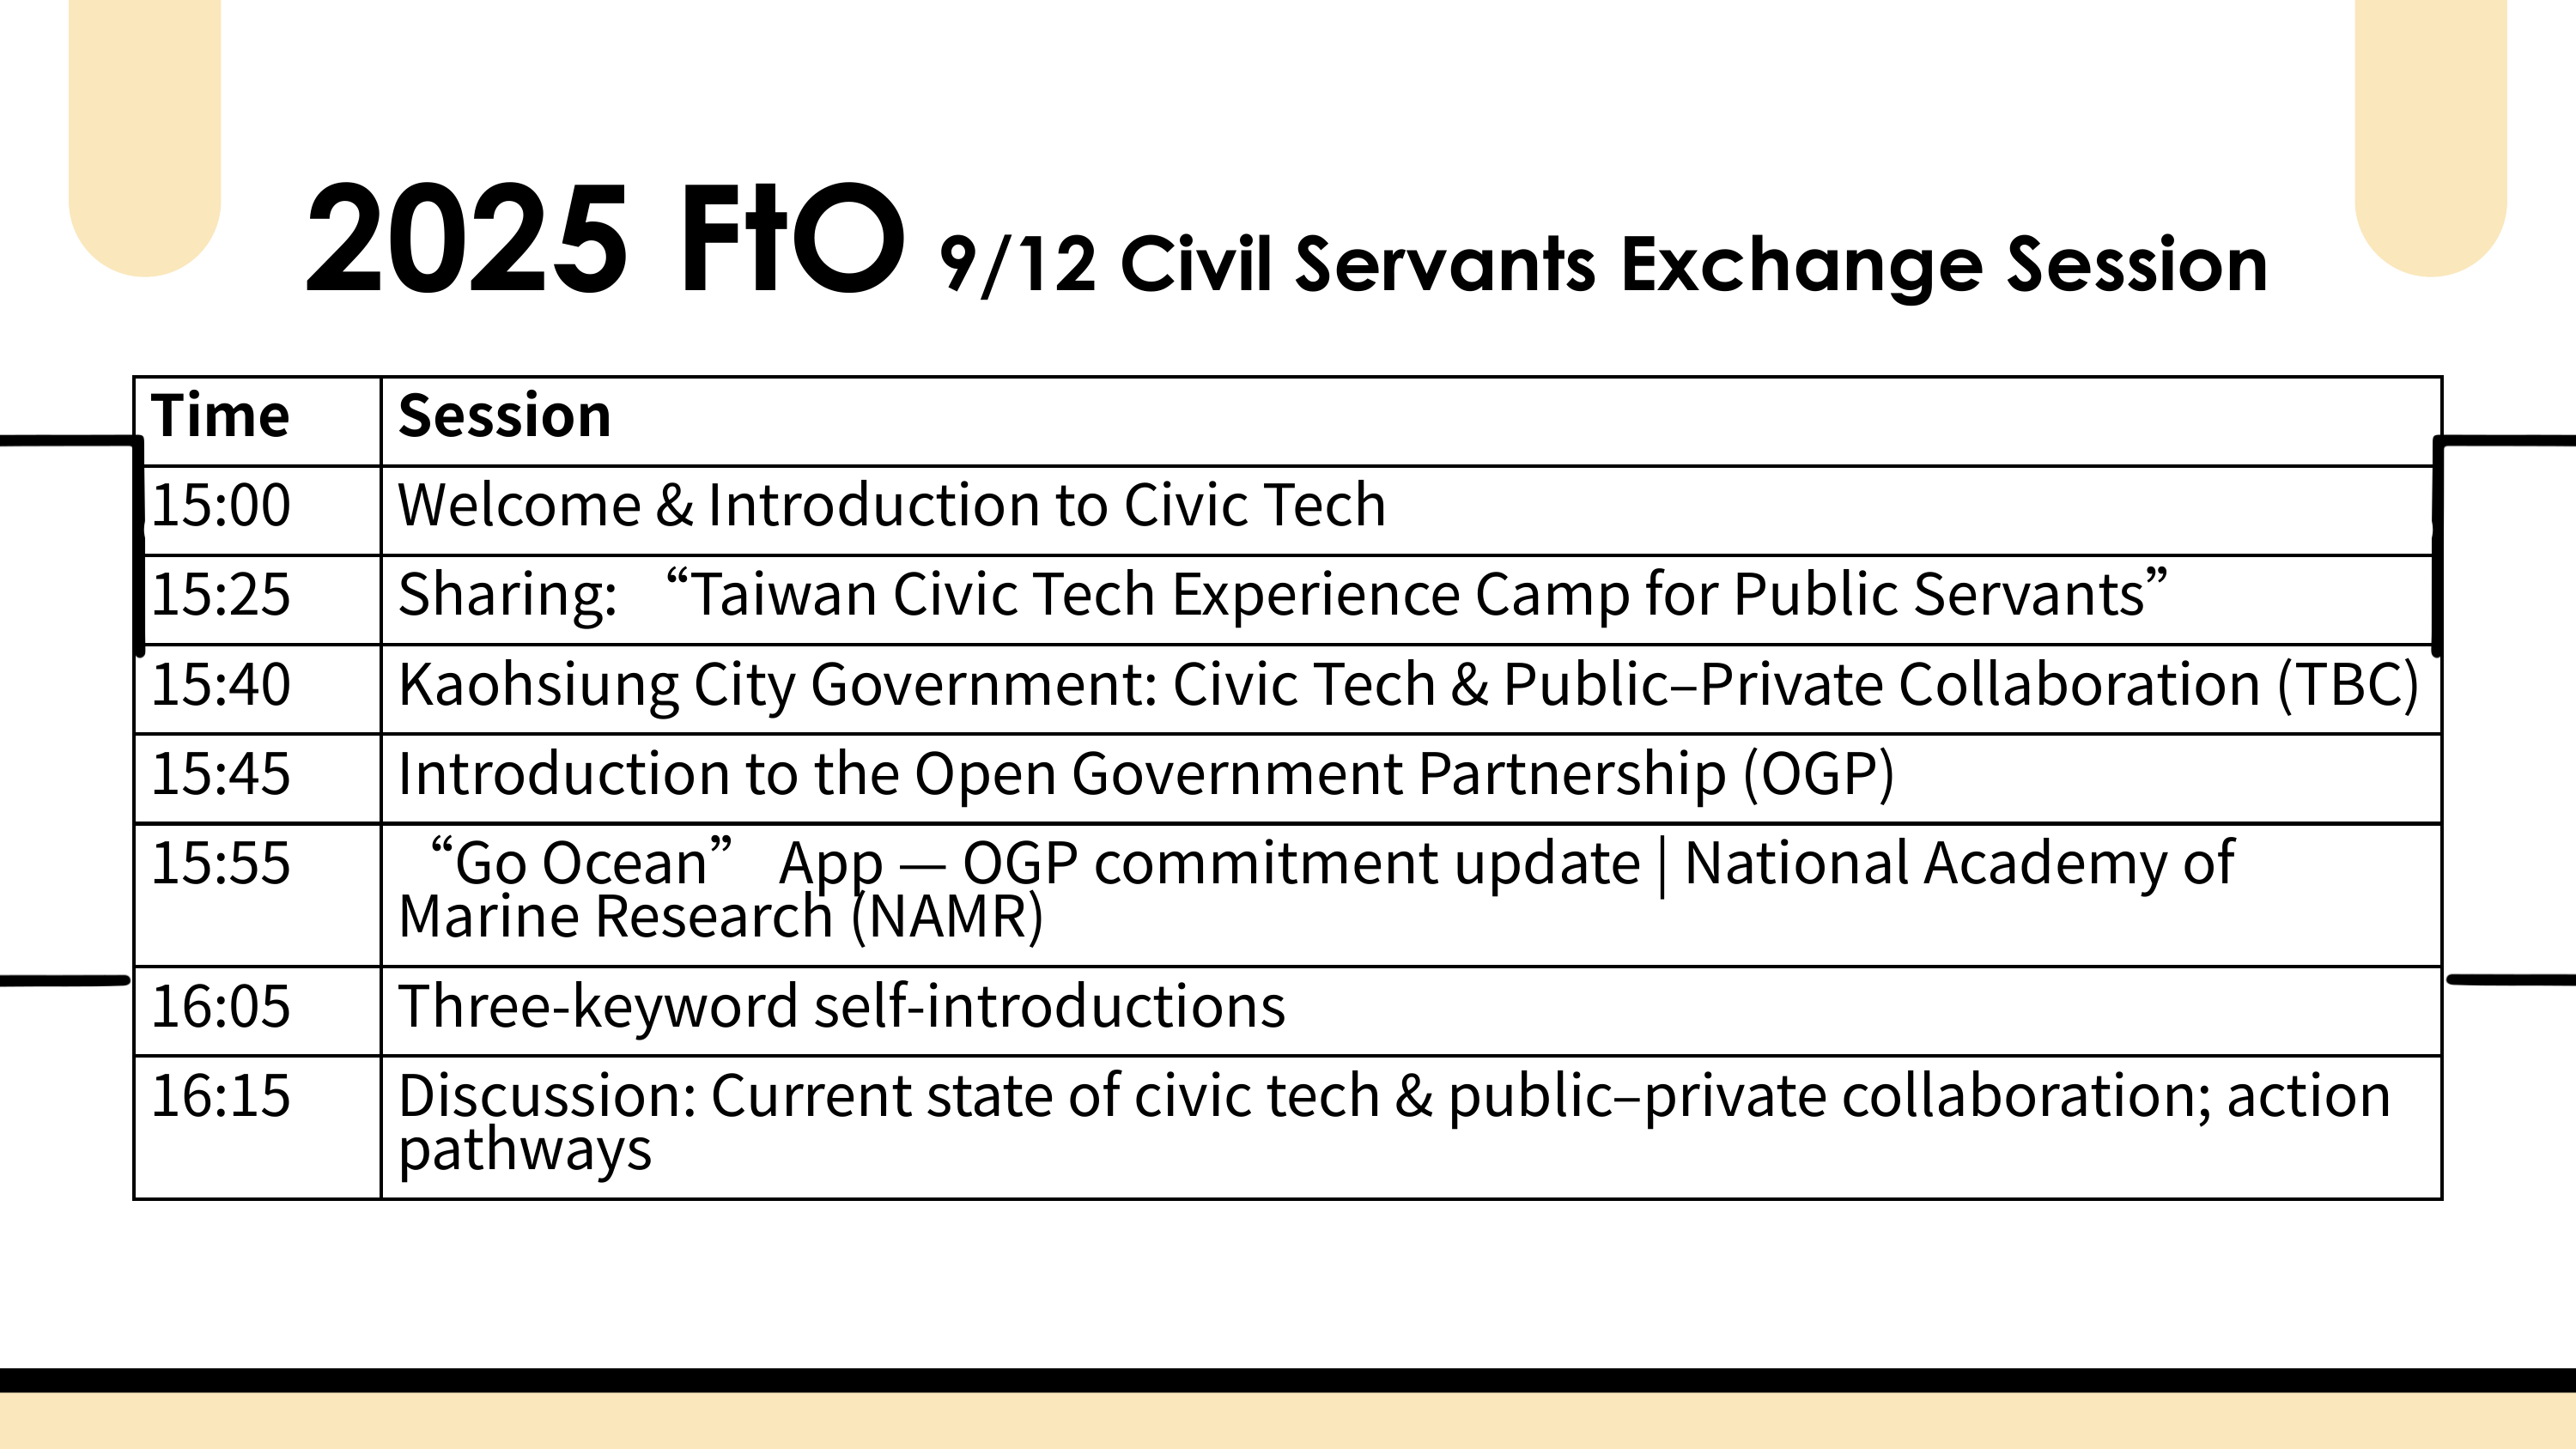 2025 FtO 9/12 Civil Servants Exchange Session
Time Session
15:00 Welcome & Introduction to Civic Tech
15:25 Sharing: “Taiwan Civic Tech Experience Camp for Public Servants”
15:40 Kaohsiung City Government: Civic Tech & Public–Private Collaboration (TBC)
15:45 Introduction to the Open Government Partnership (OGP)
15:55 “Go Ocean” App — OGP commitment update | National Academy of
Marine Research (NAMR)
16:05 Three-keyword self-introductions
16:15 Discussion: Current state of civic tech & public–private collaboration; action
pathways